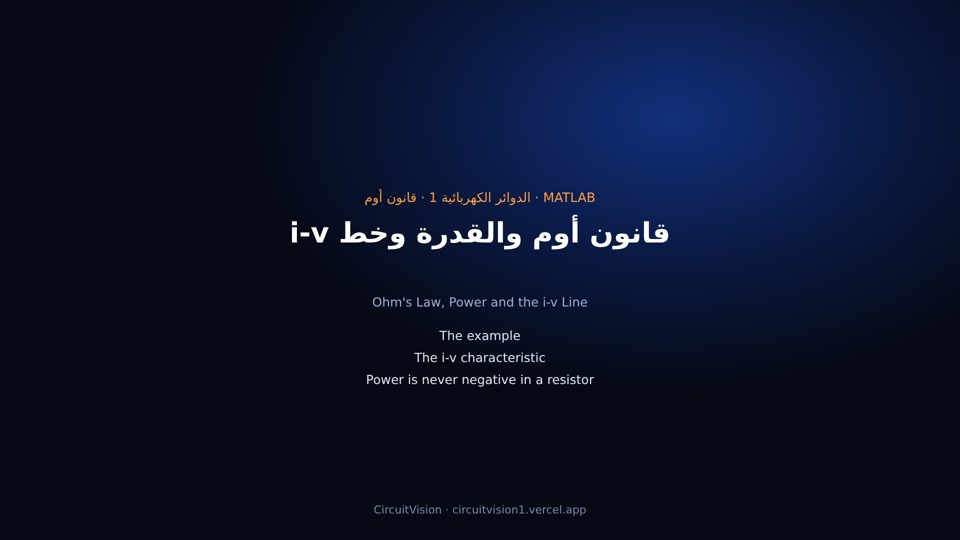 MATLAB · الدوائر الكهربائية 1 · قانون أوم
قانون أوم والقدرة وخط i-v
Ohm's Law, Power and the i-v Line
The example
The i-v characteristic
Power is never negative in a resistor
CircuitVision · circuitvision1.vercel.app